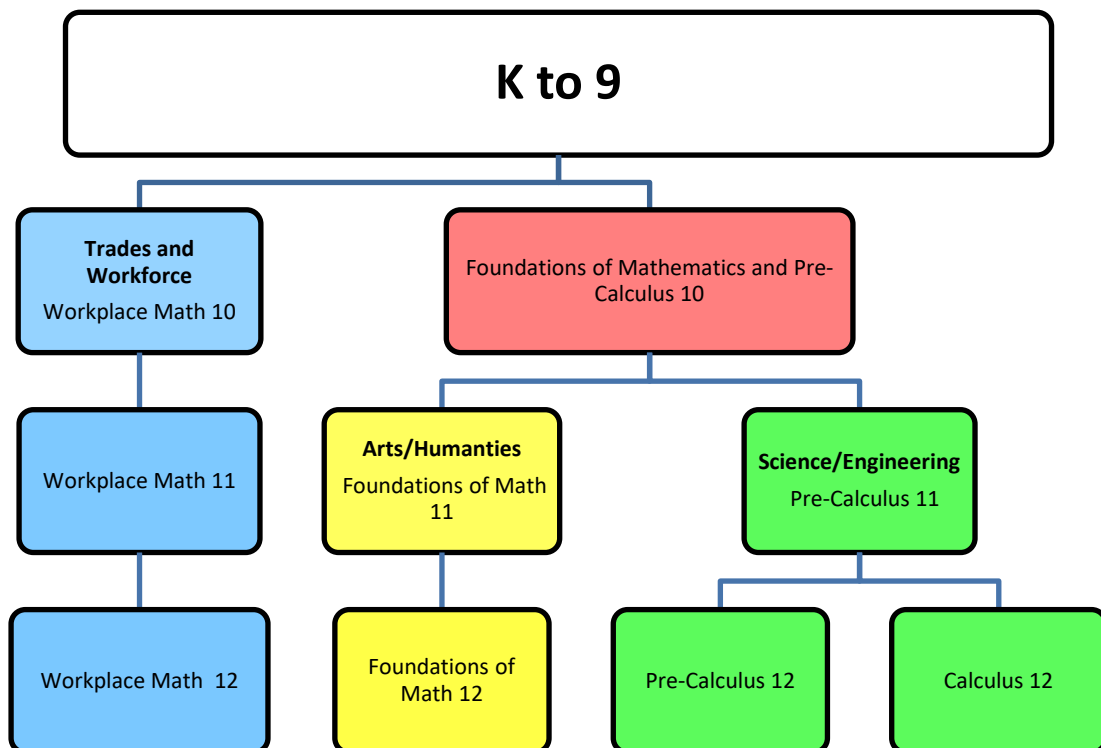 K to 9
Trades and
Workforce
Workplace Math 10
Foundations of Mathematics and Pre-
Calculus 10
Workplace Math 11
Arts/Humanties
Foundations of Math
11
Science/Engineering
Pre-Calculus 11
Workplace Math 12
Foundations of
Math 12
Pre-Calculus 12
Calculus 12